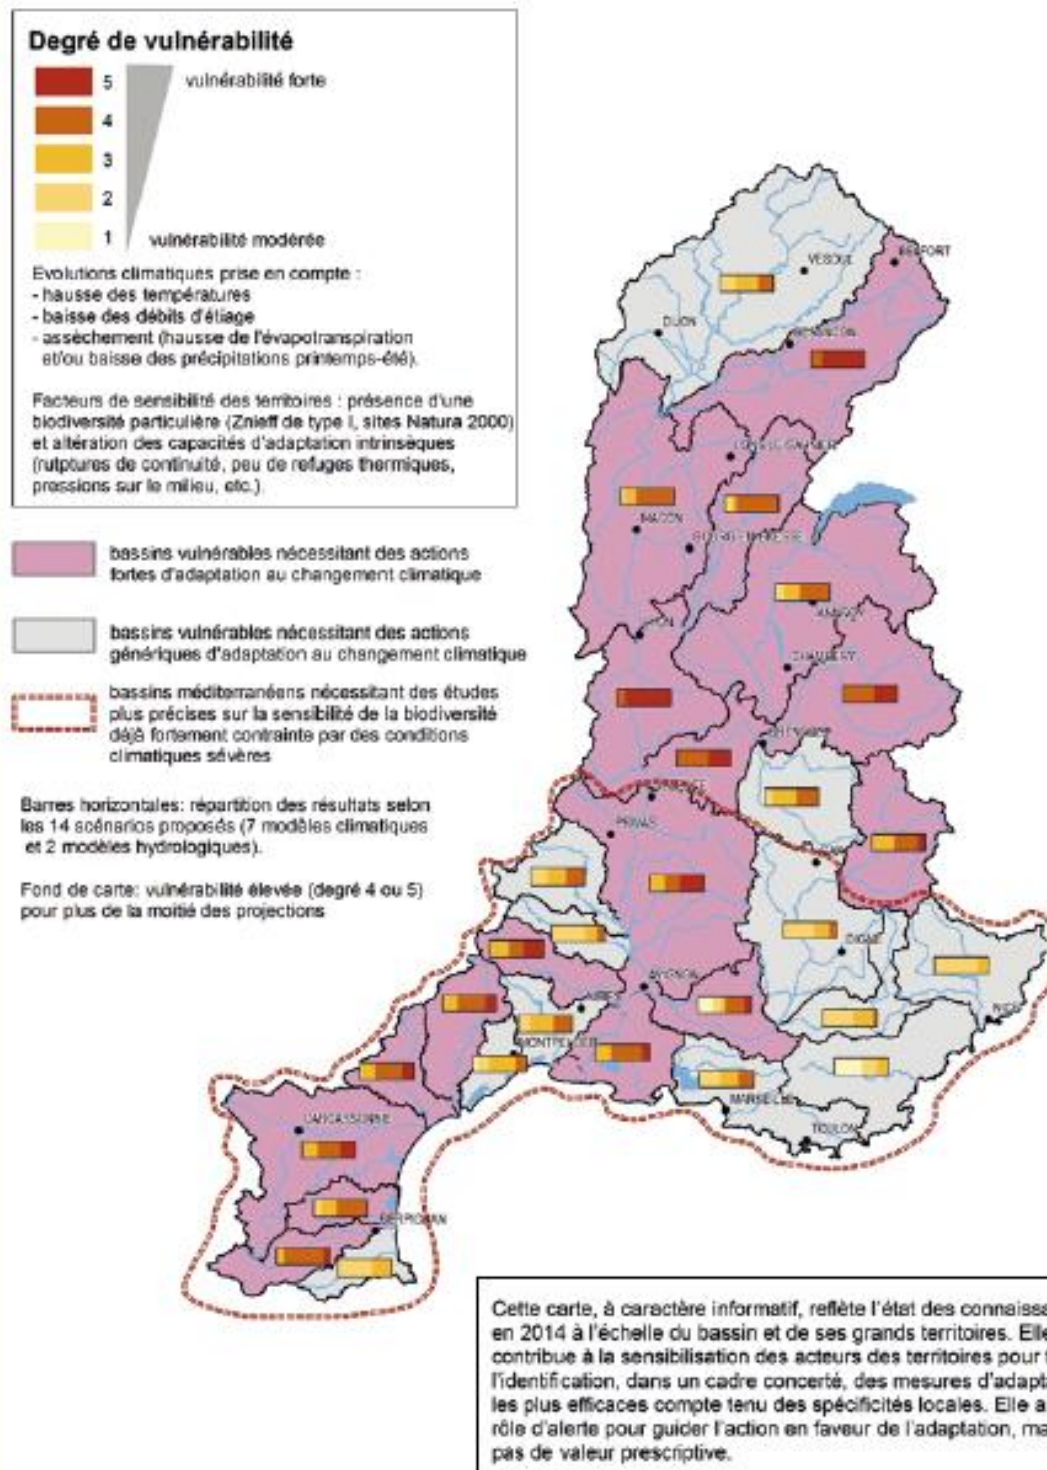 Degré de vulnérabilité
5
vulnérabilité forte
4
3
2
1
vulnérabilité modérée
Evolutions climatiques prise en compte :
- hausse des températures
- baisse des débits d'étiage
- assèchement (hausse de l'évapotranspiration
et/ou baisse des précipitations printemps-été).
Facteurs de sensibilité des territoires : présence d'une
biodiversité particulière (Znieff de type I, sites Natura 2000)
et altération des capacités d'adaptation intrinsèques
(rutptures de continuité, peu de refuges thermiques,
pressions sur le milieu, etc.)
bassins vulnérables nécessitant des actions
fortes d'adaptation au changement climatique
bassins vulnérables nécessitant des actions
génériques d'adaptation au changement climatique
bassins méditerranéens nécessitant des études
plus précises sur la sensibilité de la biodiversité
déjà fortement contrainte par des conditions
climatiques sévères
Barres horizontales: répartition des résultats selon
les 14 scénarios proposés (7 modèles climatiques
et 2 modèles hydrologiques).
Fond de carte: vulnérabilité élevée (degré 4 ou 5)
pour plus de la moitié des projections
VESOUL
BELFORT
DIJON
BESANCON
MACON
BOURG-EN-BRESSE
ANNECY
CHAMBERY
PRIVAS
DIGNE
AVIGNON
NICE
MONTPELLIER
MARSEILLE
TOULON
CARCASSONNE
PERPIGNAN
Cette carte, à caractère informatif, reflète l'état des connaissa
en 2014 à l'échelle du bassin et de ses grands territoires. Elle
contribue à la sensibilisation des acteurs des territoires pour
l'identification, dans un cadre concerté, des mesures d'adapta
les plus efficaces compte tenu des spécificités locales. Elle a
rôle d'alerte pour guider l'action en faveur de l'adaptation, ma
pas de valeur prescriptive.